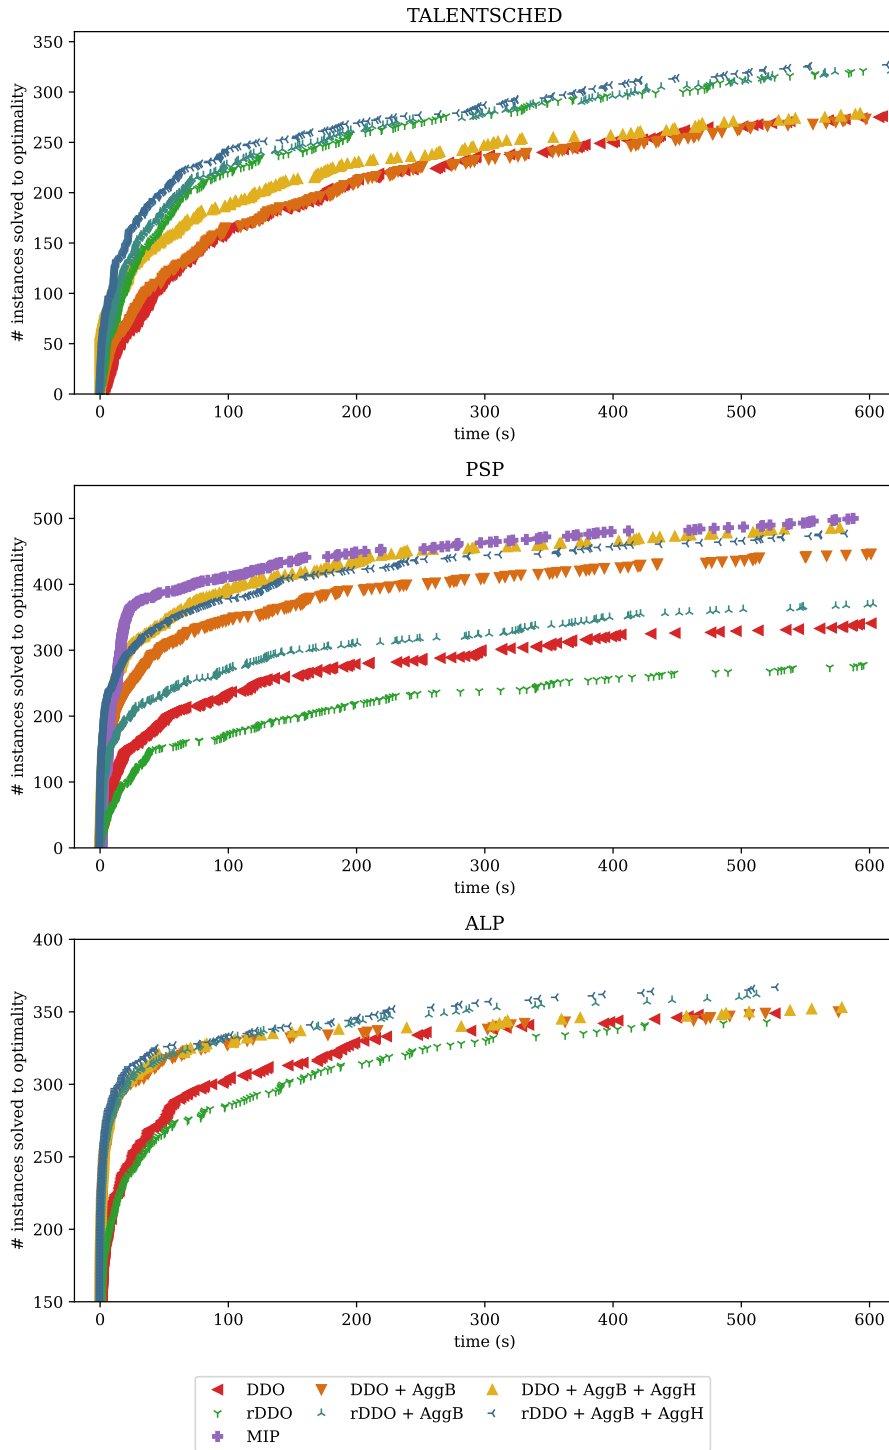 TALENTSCHED
# instances solved to optimality
350
300
250
200
150
100
50
0
0 100 200 300 400 500 600
time (s)
PSP
# instances solved to optimality
500
400
300
200
100
0
0 100 200 300 400 500 600
time (s)
ALP
# instances solved to optimality
400
350
300
250
200
150
0 100 200 300 400 500 600
time (s)
DDO DDO + AggB DDO + AggB + AggH
rDDO rDDO + AggB rDDO + AggB + AggH
MIP